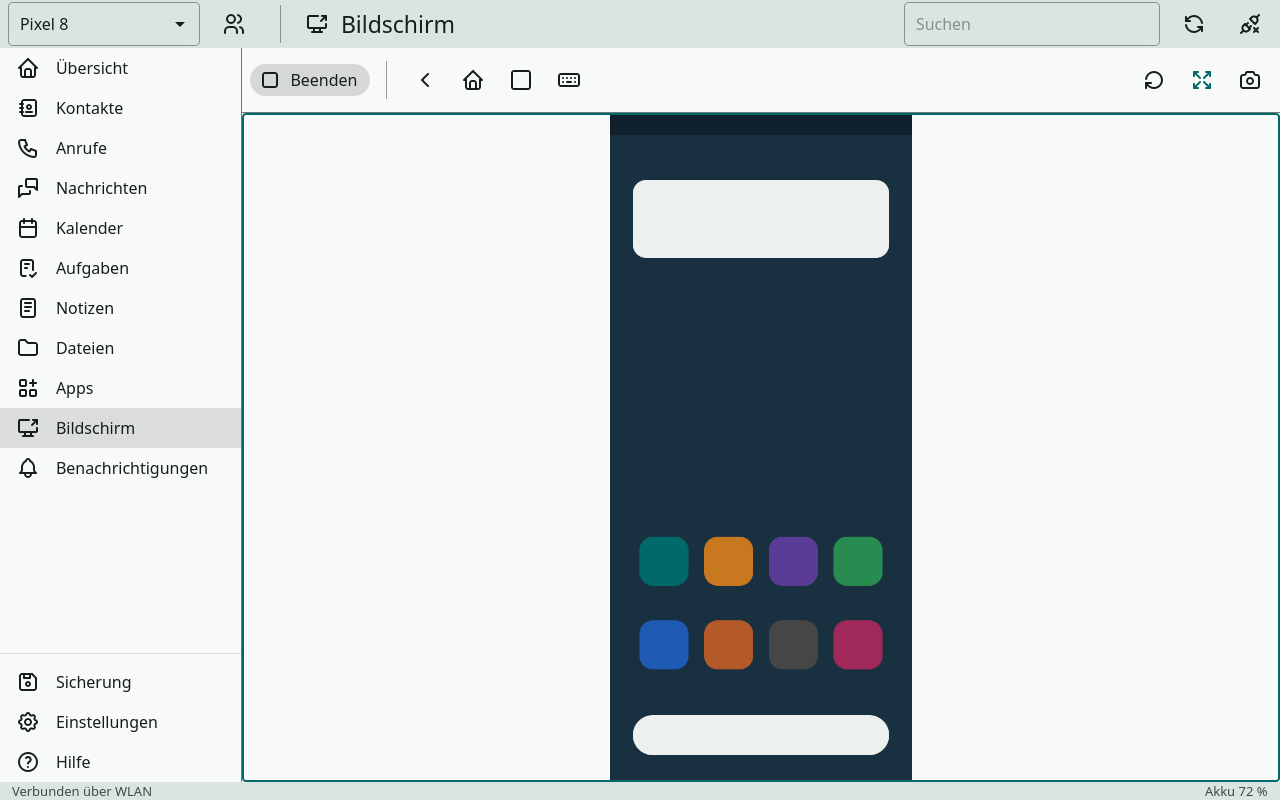 Pixel 8
Bildschirm
Suchen
Übersicht
Kontakte
Anrufe
Nachrichten
Kalender
Aufgaben
Notizen
Dateien
Apps
Bildschirm
Benachrichtigungen
Sicherung
Einstellungen
Hilfe
Beenden
Verbunden über WLAN
Akku 72 %